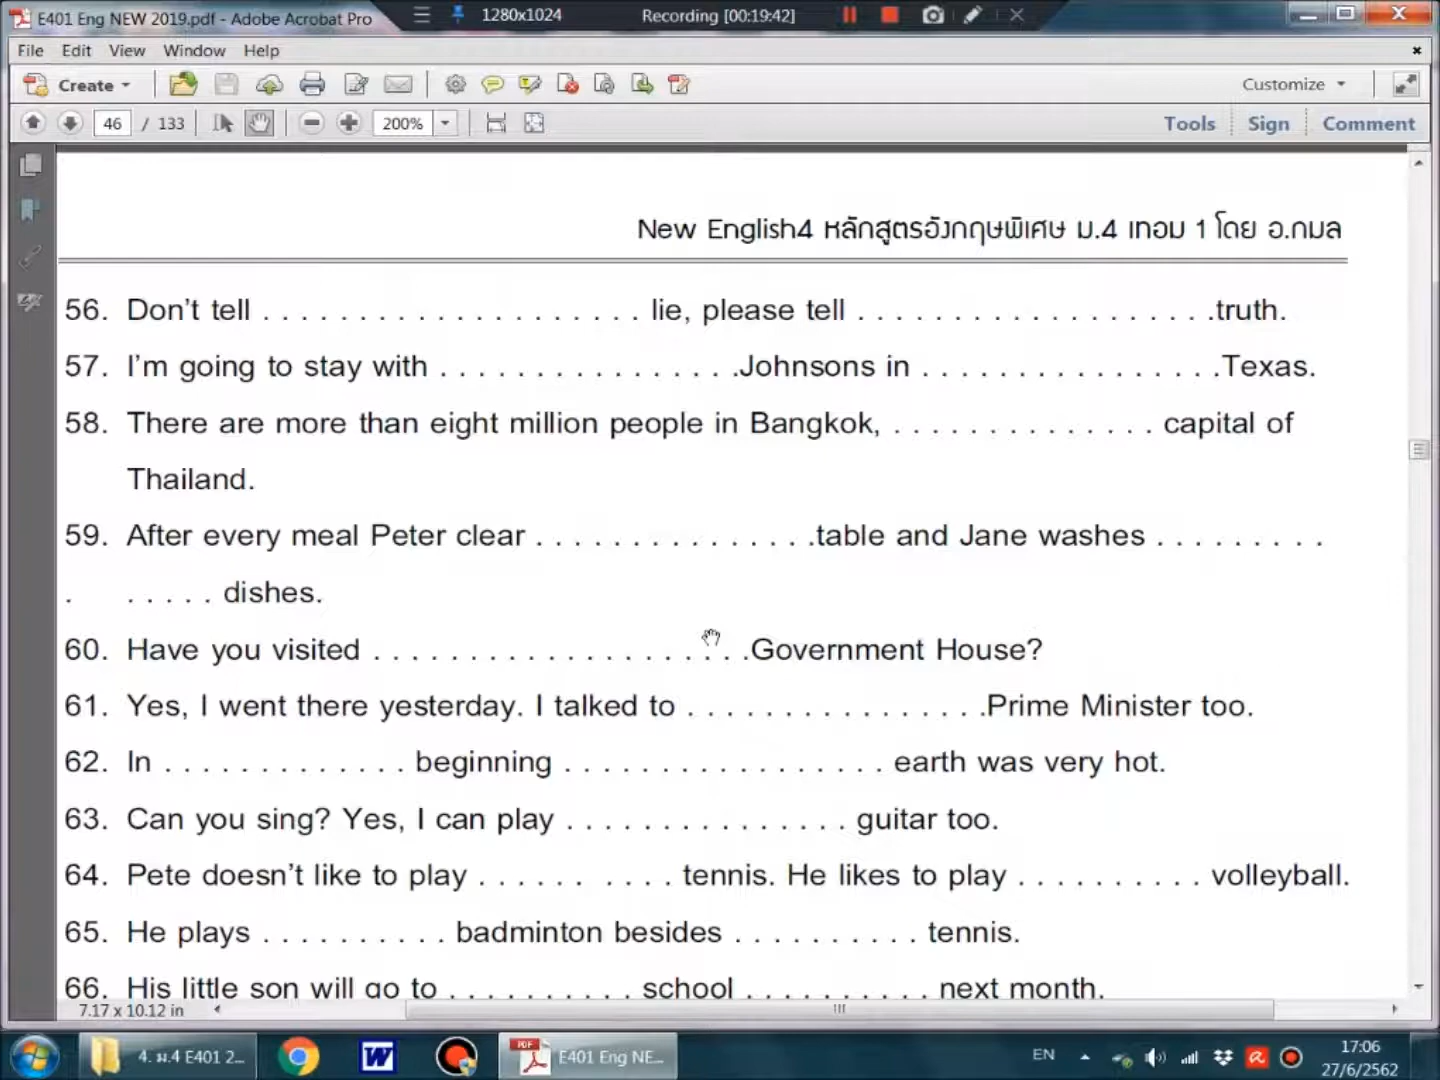 E401 Eng NEW 2019.pdf - Adobe Acrobat Pro
1280x1024
Recording [00:19:42]
File Edit View Window Help
Create
Customize
46 / 133
200%
Tools Sign Comment
New English4 หลักสูตรอังกฤษพิเศษ ม.4 เทอม 1 โดย อ.กมล
56. Don't tell . . . . . . . . . . . . . . . . . . . . lie, please tell . . . . . . . . . . . . . . . . . . .truth.
57. I'm going to stay with . . . . . . . . . . . . . . . .Johnsons in . . . . . . . . . . . . . . . .Texas.
58. There are more than eight million people in Bangkok, . . . . . . . . . . . . . . capital of
Thailand.
59. After every meal Peter clear . . . . . . . . . . . . . . .table and Jane washes . . . . . . . . .
. . . . . . dishes.
60. Have you visited . . . . . . . . . . . . . . . . . . . .Government House?
61. Yes, I went there yesterday. I talked to . . . . . . . . . . . . . . . .Prime Minister too.
62. In . . . . . . . . . . . . . beginning . . . . . . . . . . . . . . . . . earth was very hot.
63. Can you sing? Yes, I can play . . . . . . . . . . . . . . . guitar too.
64. Pete doesn't like to play . . . . . . . . . tennis. He likes to play . . . . . . . . . . volleyball.
65. He plays . . . . . . . . . . badminton besides . . . . . . . . . . tennis.
66. His little son will go to . . . . . . . . . . school . . . . . . . . . . next month.
7.17 x 10.12 in
4. ม.4 E401 2...
E401 Eng NE...
EN
17:06
27/6/2562